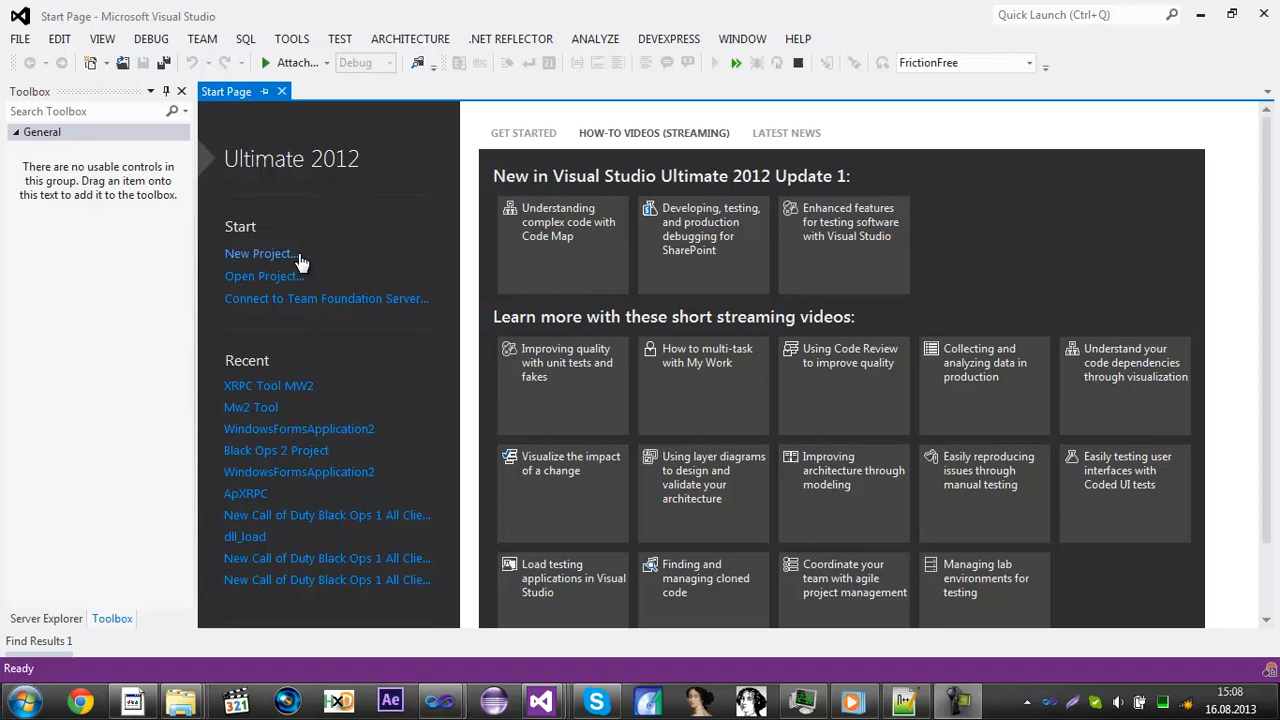 Start Page - Microsoft Visual Studio
Quick Launch (Ctrl+Q)
FILE EDIT VIEW DEBUG TEAM SQL TOOLS TEST ARCHITECTURE .NET REFLECTOR ANALYZE DEVEXPRESS WINDOW HELP
Attach... Debug FrictionFree
Toolbox
Search Toolbox
General
There are no usable controls in
this group. Drag an item onto
this text to add it to the toolbox.
Server Explorer Toolbox
Start Page
Ultimate 2012
Start
New Project...
Open Project...
Connect to Team Foundation Server...
Recent
XRPC Tool MW2
Mw2 Tool
WindowsFormsApplication2
Black Ops 2 Project
WindowsFormsApplication2
ApXRPC
New Call of Duty Black Ops 1 All Clie...
dll_load
New Call of Duty Black Ops 1 All Clie...
New Call of Duty Black Ops 1 All Clie...
GET STARTED HOW-TO VIDEOS (STREAMING) LATEST NEWS
New in Visual Studio Ultimate 2012 Update 1:
Understanding
complex code with
Code Map
Developing, testing,
and production
debugging for
SharePoint
Enhanced features
for testing software
with Visual Studio
Learn more with these short streaming videos:
Improving quality
with unit tests and
fakes
How to multi-task
with My Work
Using Code Review
to improve quality
Collecting and
analyzing data in
production
Understand your
code dependencies
through visualization
Visualize the impact
of a change
Using layer diagrams
to design and
validate your
architecture
Improving
architecture through
modeling
Easily reproducing
issues through
manual testing
Easily testing user
interfaces with
Coded UI tests
Load testing
applications in Visual
Studio
Finding and
managing cloned
code
Coordinate your
team with agile
project management
Managing lab
environments for
testing
Find Results 1
Ready
321
HxD
Ae
15:08
16.08.2013